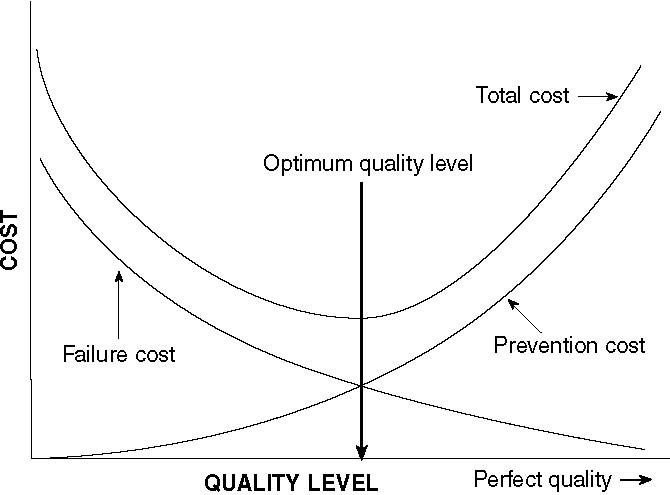 Total cost
Optimum quality level
COST
Failure cost
Prevention cost
QUALITY LEVEL
Perfect quality